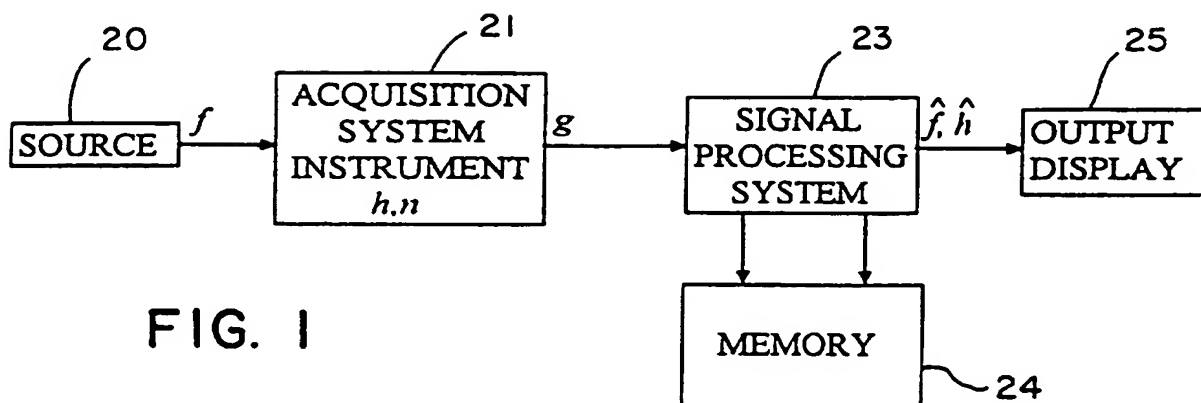 20
21
23
25
SOURCE
f
ACQUISITION
SYSTEM
INSTRUMENT
h,n
g
SIGNAL
PROCESSING
SYSTEM
f̂, ĥ
OUTPUT
DISPLAY
MEMORY
24
FIG. 1